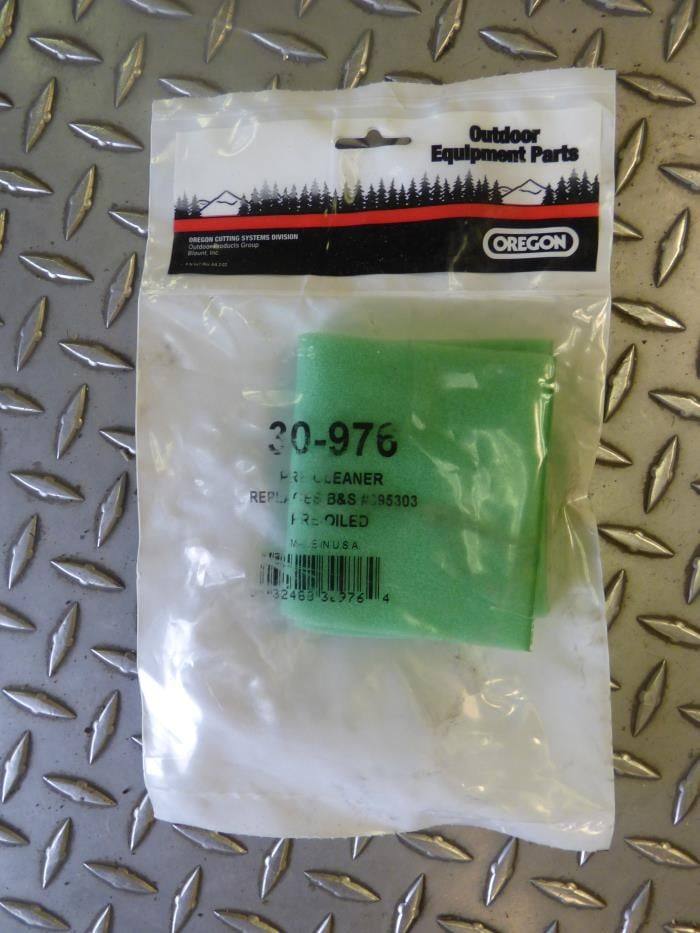 Outdoor
Equipment Parts
OREGON CUTTING SYSTEMS DIVISION
Outdoor Products Group
Blount, Inc.
OREGON
30-976
PRE CLEANER
REPLACES B&S
PRE OILED
MADE IN U.S.A.
4